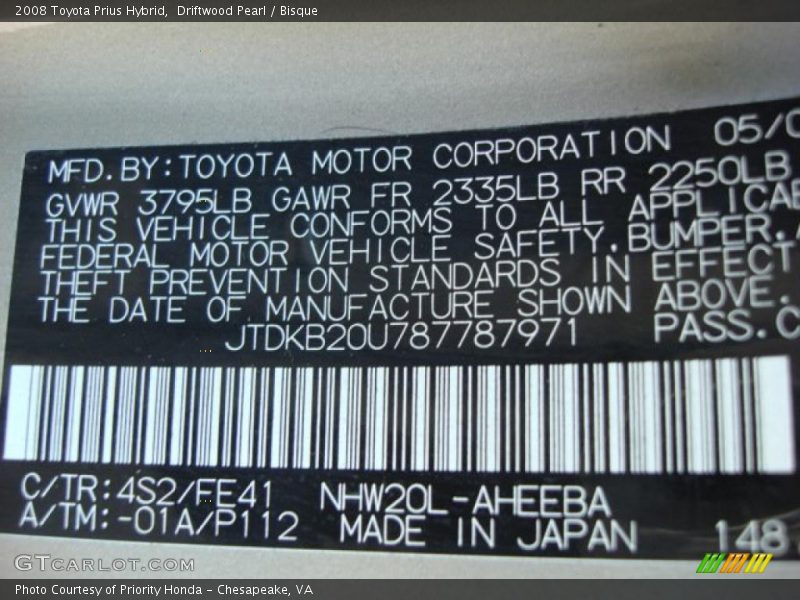 2008 Toyota Prius Hybrid,  Driftwood Pearl / Bisque
MFD.BY:TOYOTA MOTOR CORPORATION 05/0
GVWR 3795LB GAWR FR 2335LB RR 2250LB
THIS VEHICLE CONFORMS TO ALL APPLICAB
FEDERAL MOTOR VEHICLE SAFETY,BUMPER,A
THEFT PREVENTION STANDARDS IN EFFECT
THE DATE OF MANUFACTURE SHOWN ABOVE.
JTDKB20U787787971 PASS.C
C/TR:4S2/FE41 NHW20L-AHEEBA
A/TM:-01A/P112 MADE IN JAPAN 148
GTCARLOT.COM
Photo Courtesy of Priority Honda - Chesapeake, VA